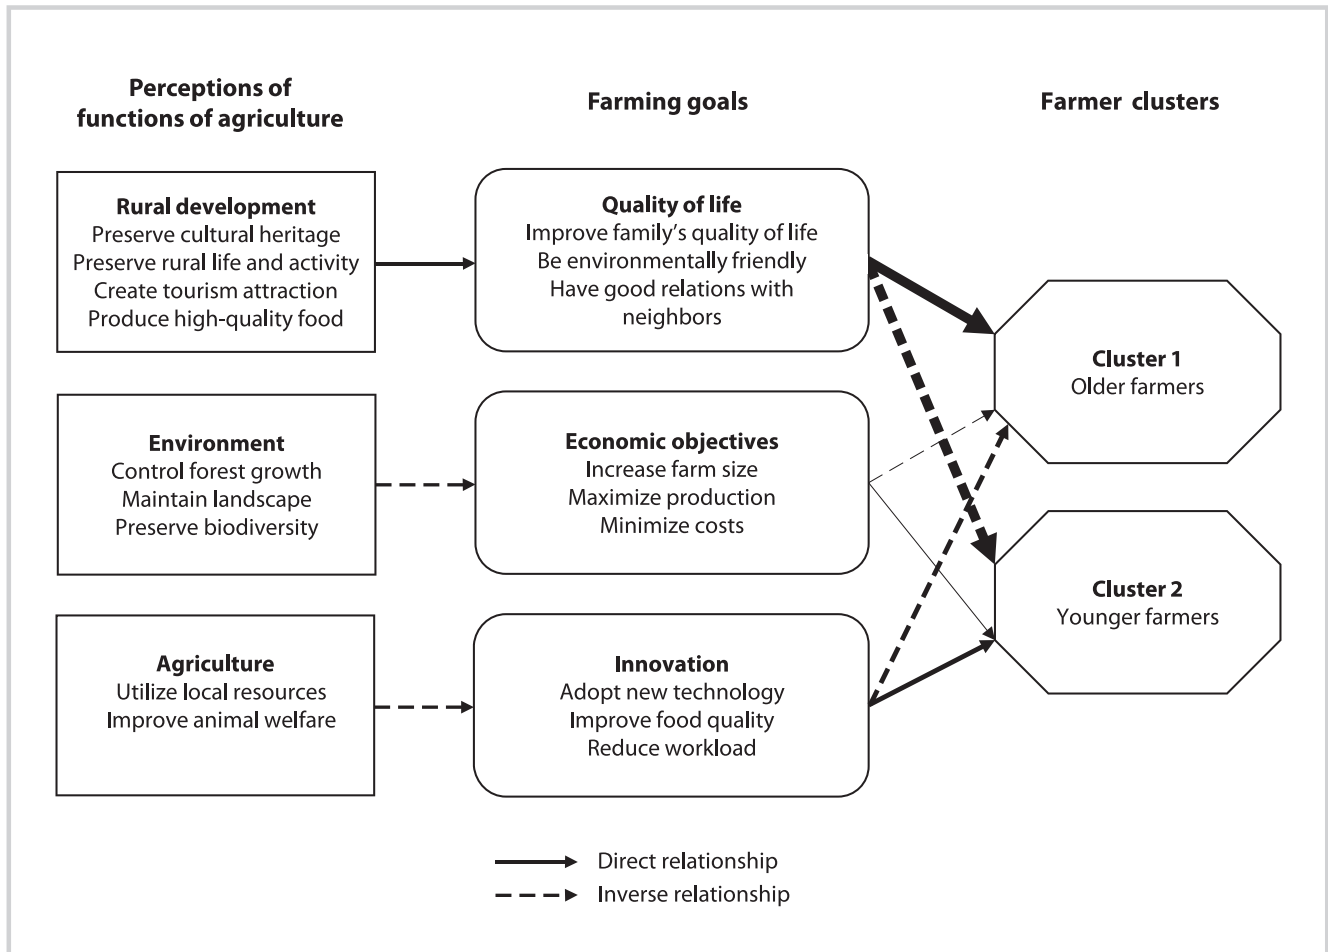 Perceptions of
functions of agriculture
Farming goals
Farmer clusters
Rural development
Preserve cultural heritage
Preserve rural life and activity
Create tourism attraction
Produce high-quality food
Quality of life
Improve family’s quality of life
Be environmentally friendly
Have good relations with
neighbors
Cluster 1
Older farmers
Environment
Control forest growth
Maintain landscape
Preserve biodiversity
Economic objectives
Increase farm size
Maximize production
Minimize costs
Cluster 2
Younger farmers
Agriculture
Utilize local resources
Improve animal welfare
Innovation
Adopt new technology
Improve food quality
Reduce workload
Direct relationship
Inverse relationship